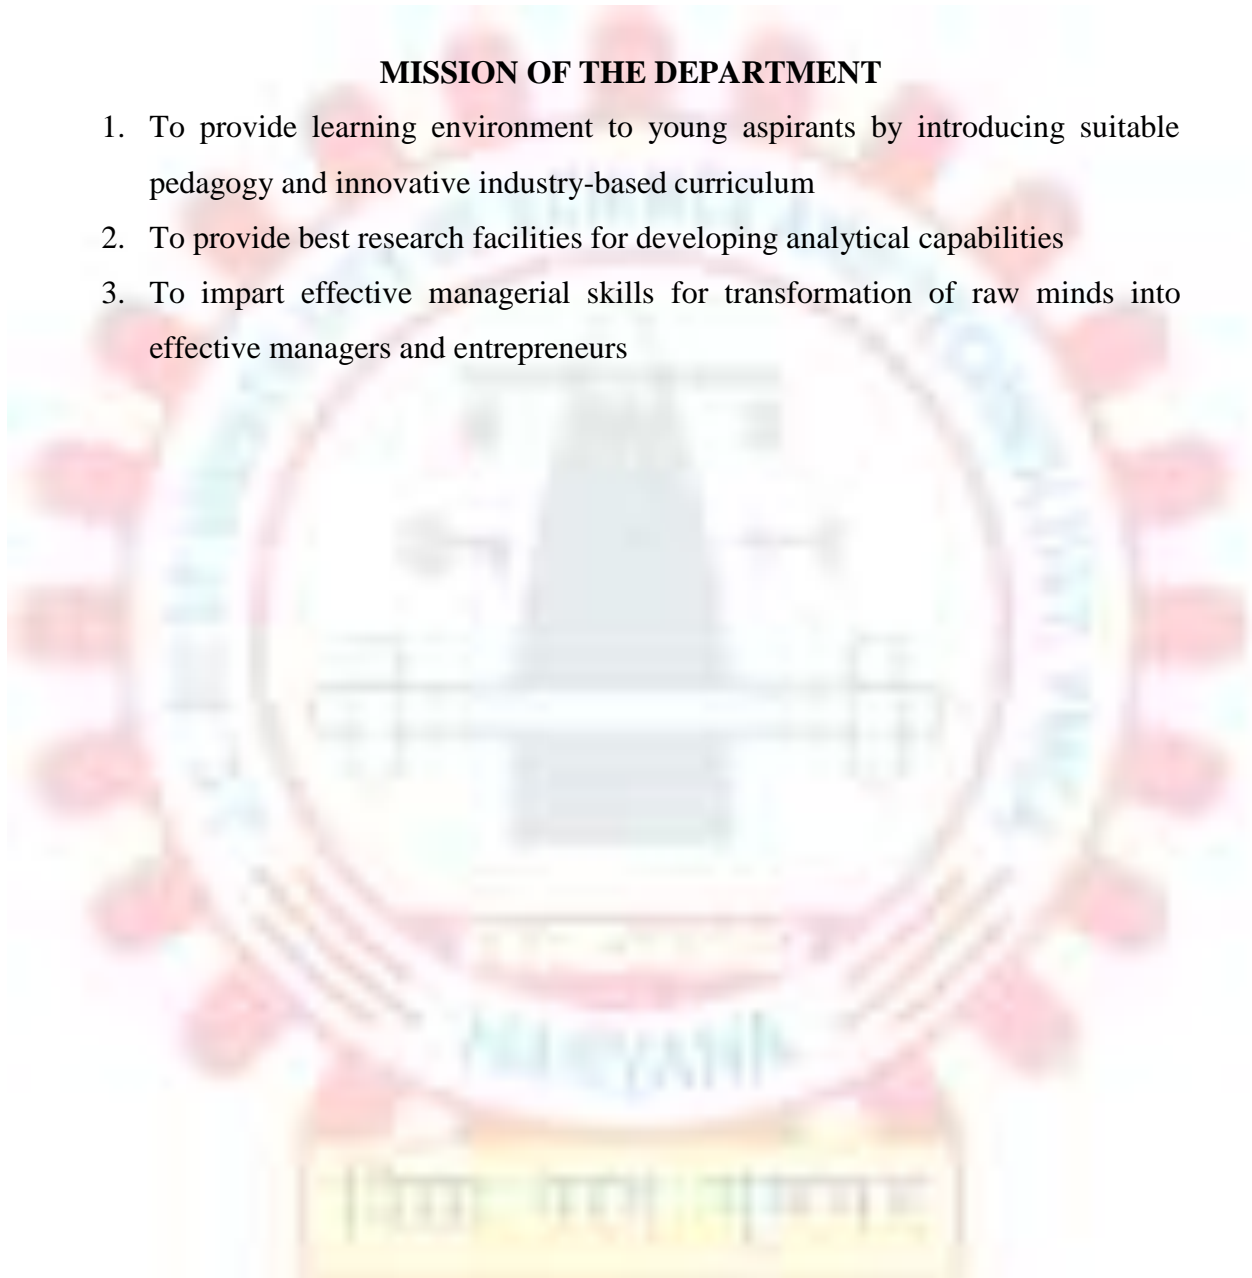 MISSION OF THE DEPARTMENT
1. To provide learning environment to young aspirants by introducing suitable
pedagogy and innovative industry-based curriculum
2. To provide best research facilities for developing analytical capabilities
3. To impart effective managerial skills for transformation of raw minds into
effective managers and entrepreneurs